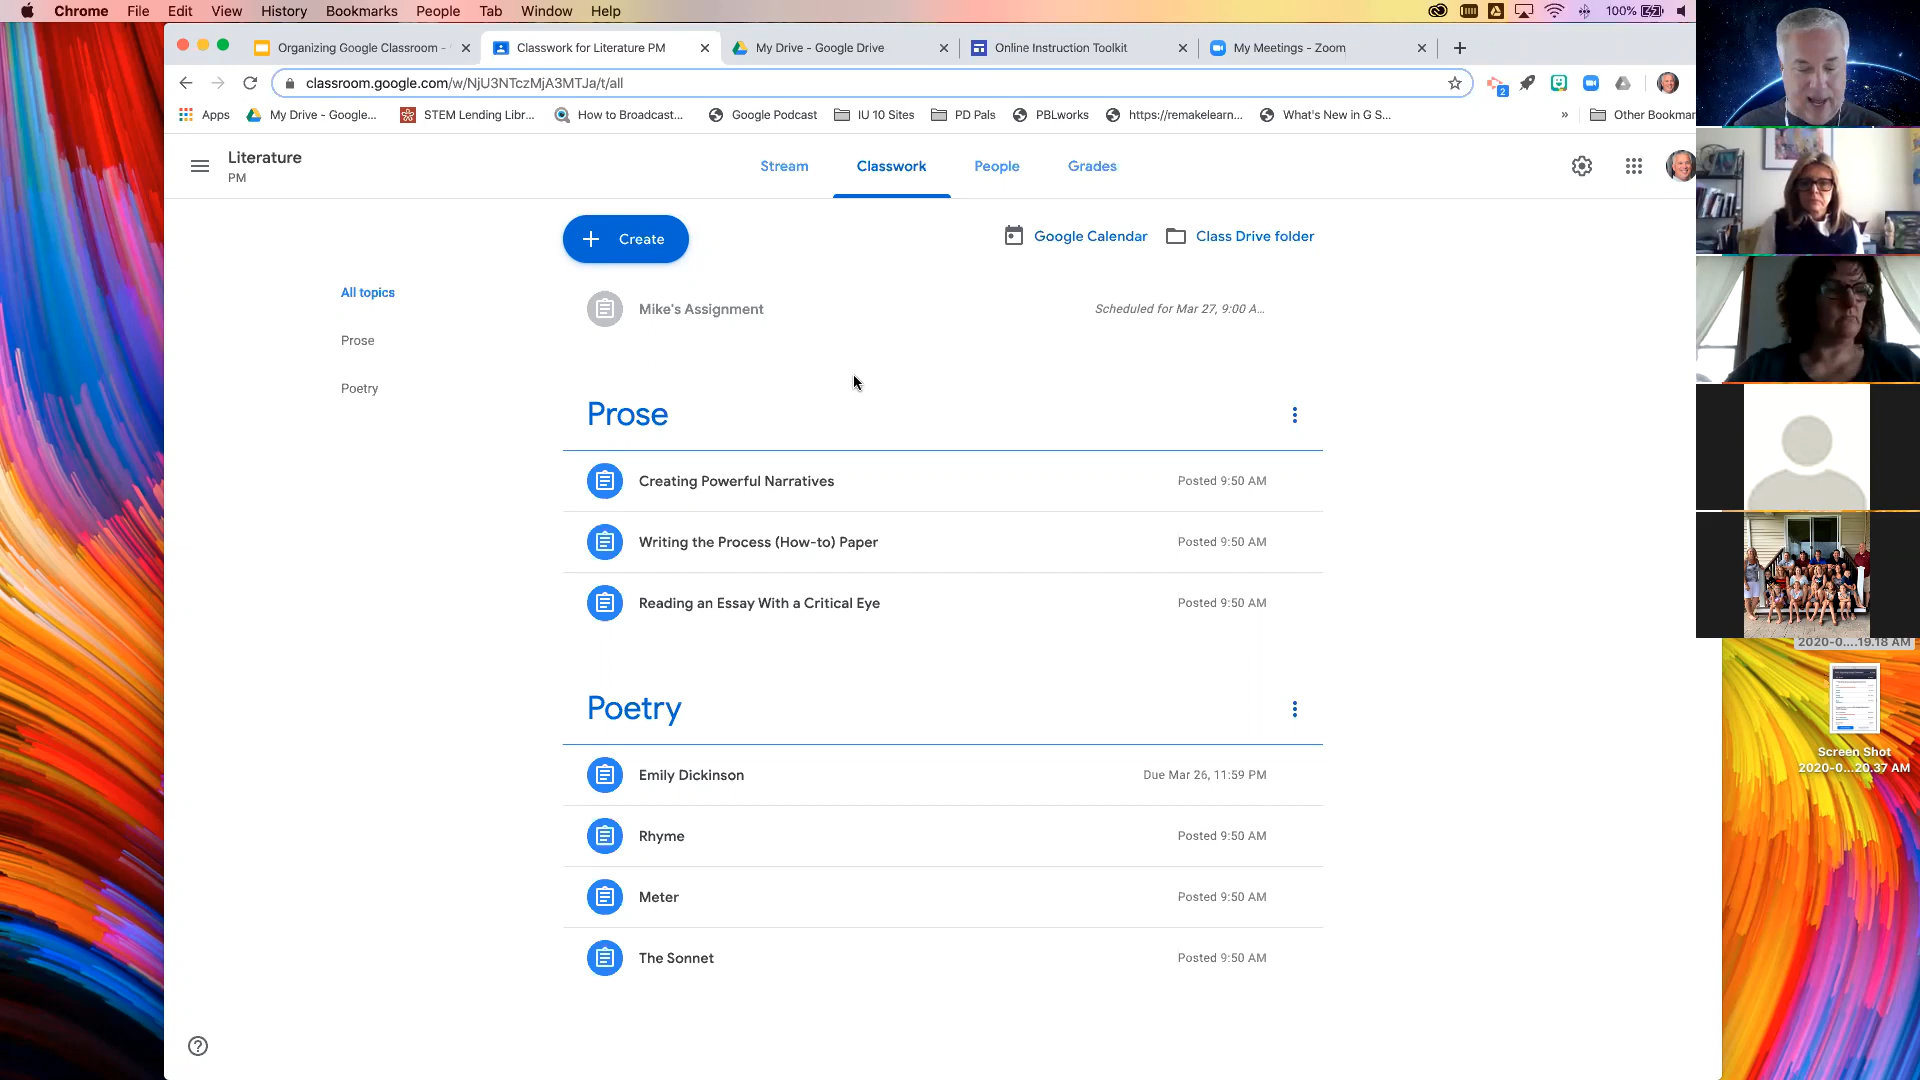 Chrome File Edit View History Bookmarks People Tab Window Help 100%
Organizing Google Classroom -
Classwork for Literature PM
My Drive - Google Drive
Online Instruction Toolkit
My Meetings - Zoom
classroom.google.com/w/NjU3NTczMjA3MTJa/t/all
2
Apps
My Drive - Google...
STEM Lending Libr...
How to Broadcast...
Google Podcast
IU 10 Sites
PD Pals
PBLworks
https://remakelearn...
What's New in G S...
»
Other Bookmar
Literature
PM
Stream
Classwork
People
Grades
Create
Google Calendar
Class Drive folder
All topics
Prose
Poetry
Mike's Assignment
Scheduled for Mar 27, 9:00 A...
Prose
Creating Powerful Narratives
Posted 9:50 AM
Writing the Process (How-to) Paper
Posted 9:50 AM
Reading an Essay With a Critical Eye
Posted 9:50 AM
Poetry
Emily Dickinson
Due Mar 26, 11:59 PM
Rhyme
Posted 9:50 AM
Meter
Posted 9:50 AM
The Sonnet
Posted 9:50 AM
2020-0....19.18 AM
Screen Shot
2020-0...20.37 AM